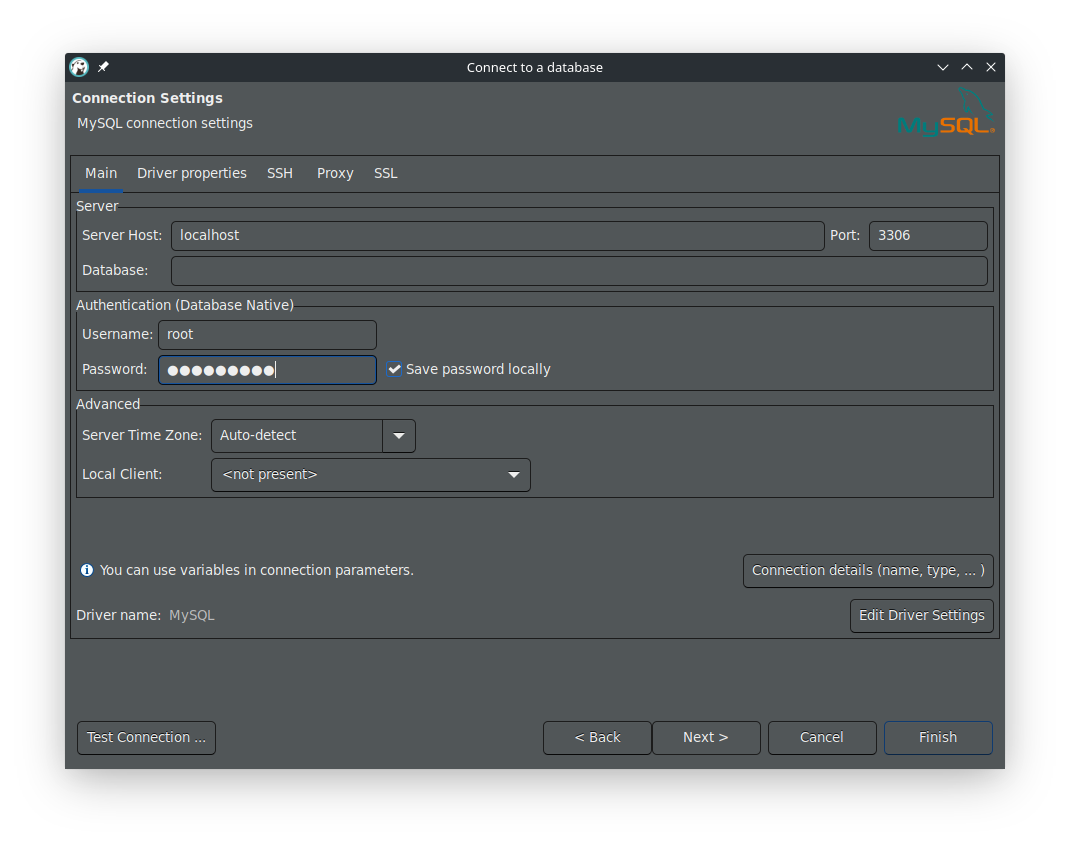 Connect to a database
Connection Settings
MySQL connection settings
MySQL®
Main Driver properties SSH Proxy SSL
Server
Server Host: localhost Port: 3306
Database:
Authentication (Database Native)
Username: root
Password: ●●●●●●●●● Save password locally
Advanced
Server Time Zone: Auto-detect
Local Client: <not present>
You can use variables in connection parameters. Connection details (name, type, ... )
Driver name: MySQL Edit Driver Settings
Test Connection ... < Back Next > Cancel Finish